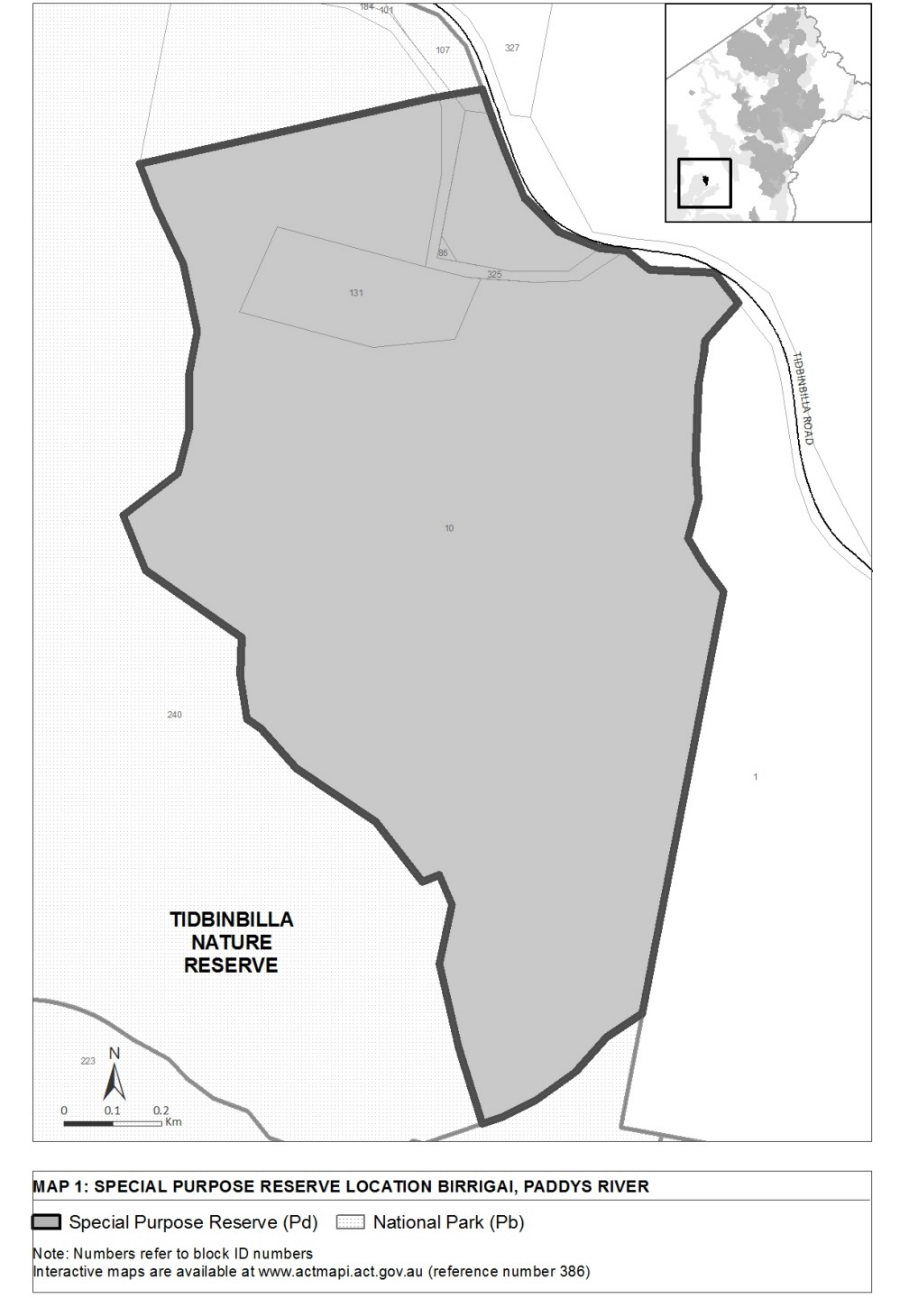 184 101
107
327
86
325
131
TIDBINBILLA ROAD
10
240
1
TIDBINBILLA
NATURE
RESERVE
223
N
0 0.1 0.2
Km
MAP 1: SPECIAL PURPOSE RESERVE LOCATION BIRRIGAI, PADDYS RIVER
Special Purpose Reserve (Pd) National Park (Pb)
Note: Numbers refer to block ID numbers
Interactive maps are available at www.actmapi.act.gov.au (reference number 386)